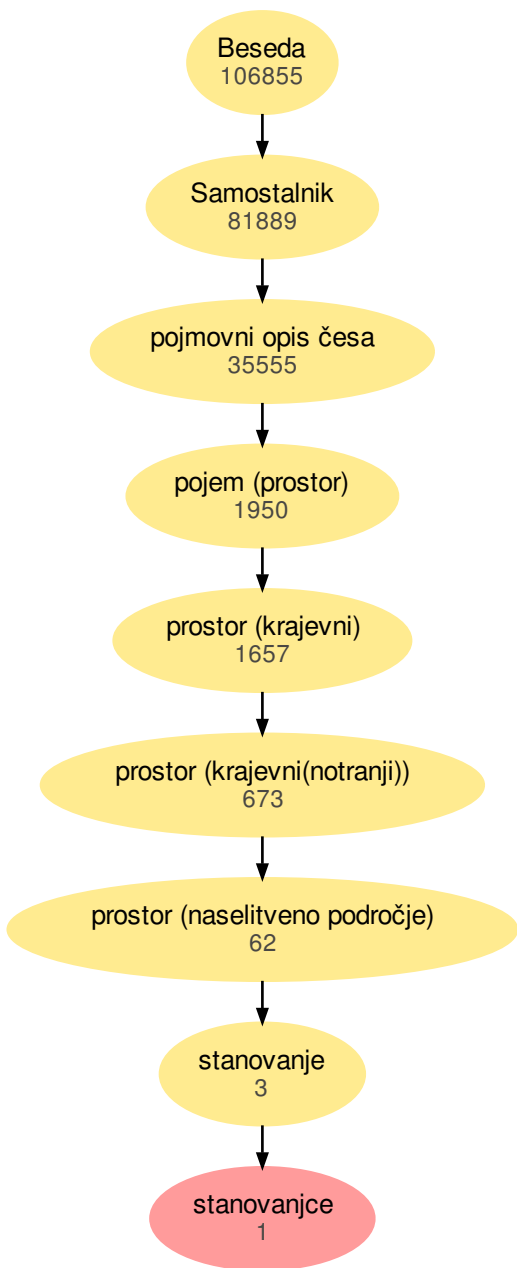 Beseda
106855
Samostalnik
81889
pojmovni opis česa
35555
pojem (prostor)
1950
prostor (krajevni)
1657
prostor (krajevni(notranji))
673
prostor (naselitveno področje)
62
stanovanje
3
stanovanjce
1